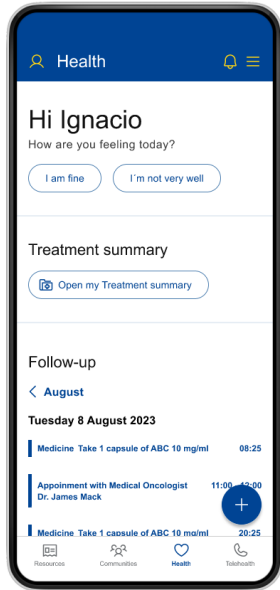 Health
Hi Ignacio
How are you feeling today?
I am fine
I´m not very well
Treatment summary
Open my Treatment summary
Follow-up
August
Tuesday 8 August 2023
Medicine Take 1 capsule of ABC 10 mg/ml 08:25
Appoinment with Medical Oncologist 11:00 - 12:00
Dr. James Mack
Medicine Take 1 capsule of ABC 10 mg/ml 20:25
Resources
Communities
Health
Telehealth